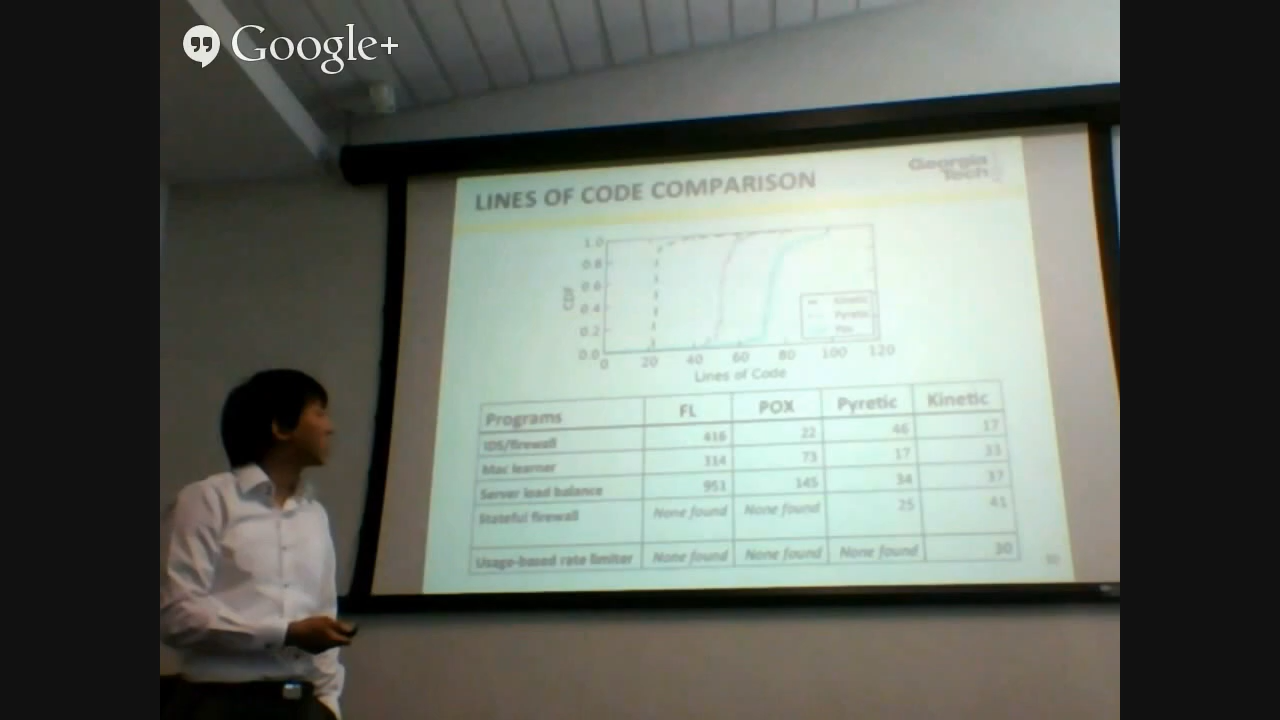 Google+
LINES OF CODE COMPARISON
Georgia
Tech
1.0
0.8
0.6
0.4
0.2
0.0
CDF
0 20 40 60 80 100 120
Lines of Code
Kinetic
Pyretic
Pox
Programs FL POX Pyretic Kinetic
IDS/firewall 416 22 46 17
Mac learner 314 73 17 33
Server load balance 951 145 34 37
Stateful firewall None found None found 25 41
Usage-based rate limiter None found None found None found 30